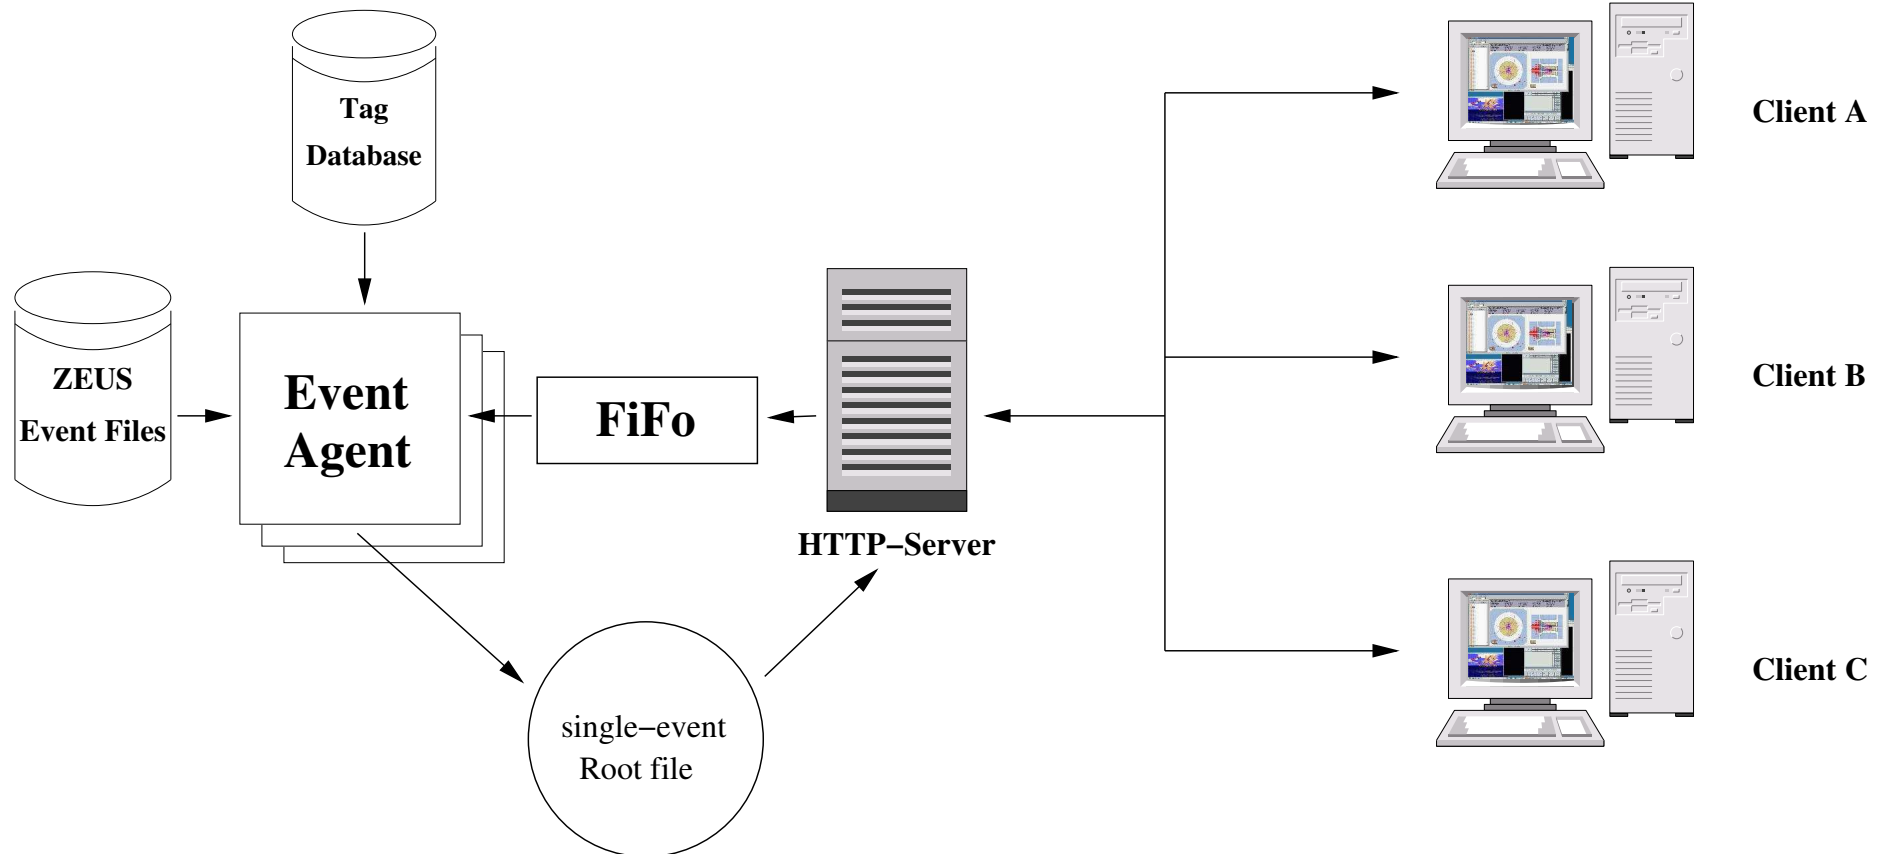 Tag
Database
Client A
ZEUS
Event Files
Event
Agent
FiFo
Client B
HTTP−Server
Client C
single−event
Root file